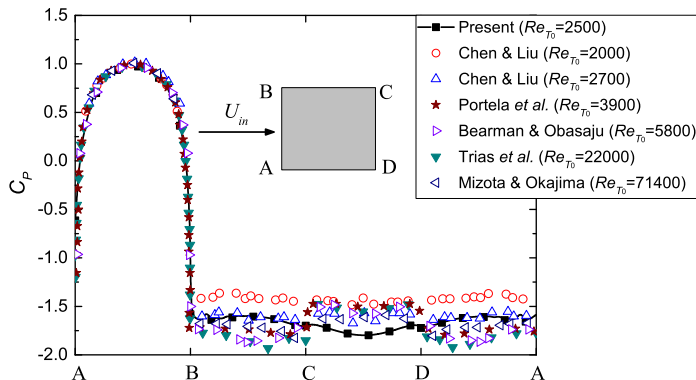 1.5
1.0
0.5
0.0
-0.5
-1.0
-1.5
-2.0
C_P
A
B
C
D
A
U_in
B
C
A
D
Present (Re_T0=2500)
Chen & Liu (Re_T0=2000)
Chen & Liu (Re_T0=2700)
Portela et al. (Re_T0=3900)
Bearman & Obasaju (Re_T0=5800)
Trias et al. (Re_T0=22000)
Mizota & Okajima (Re_T0=71400)